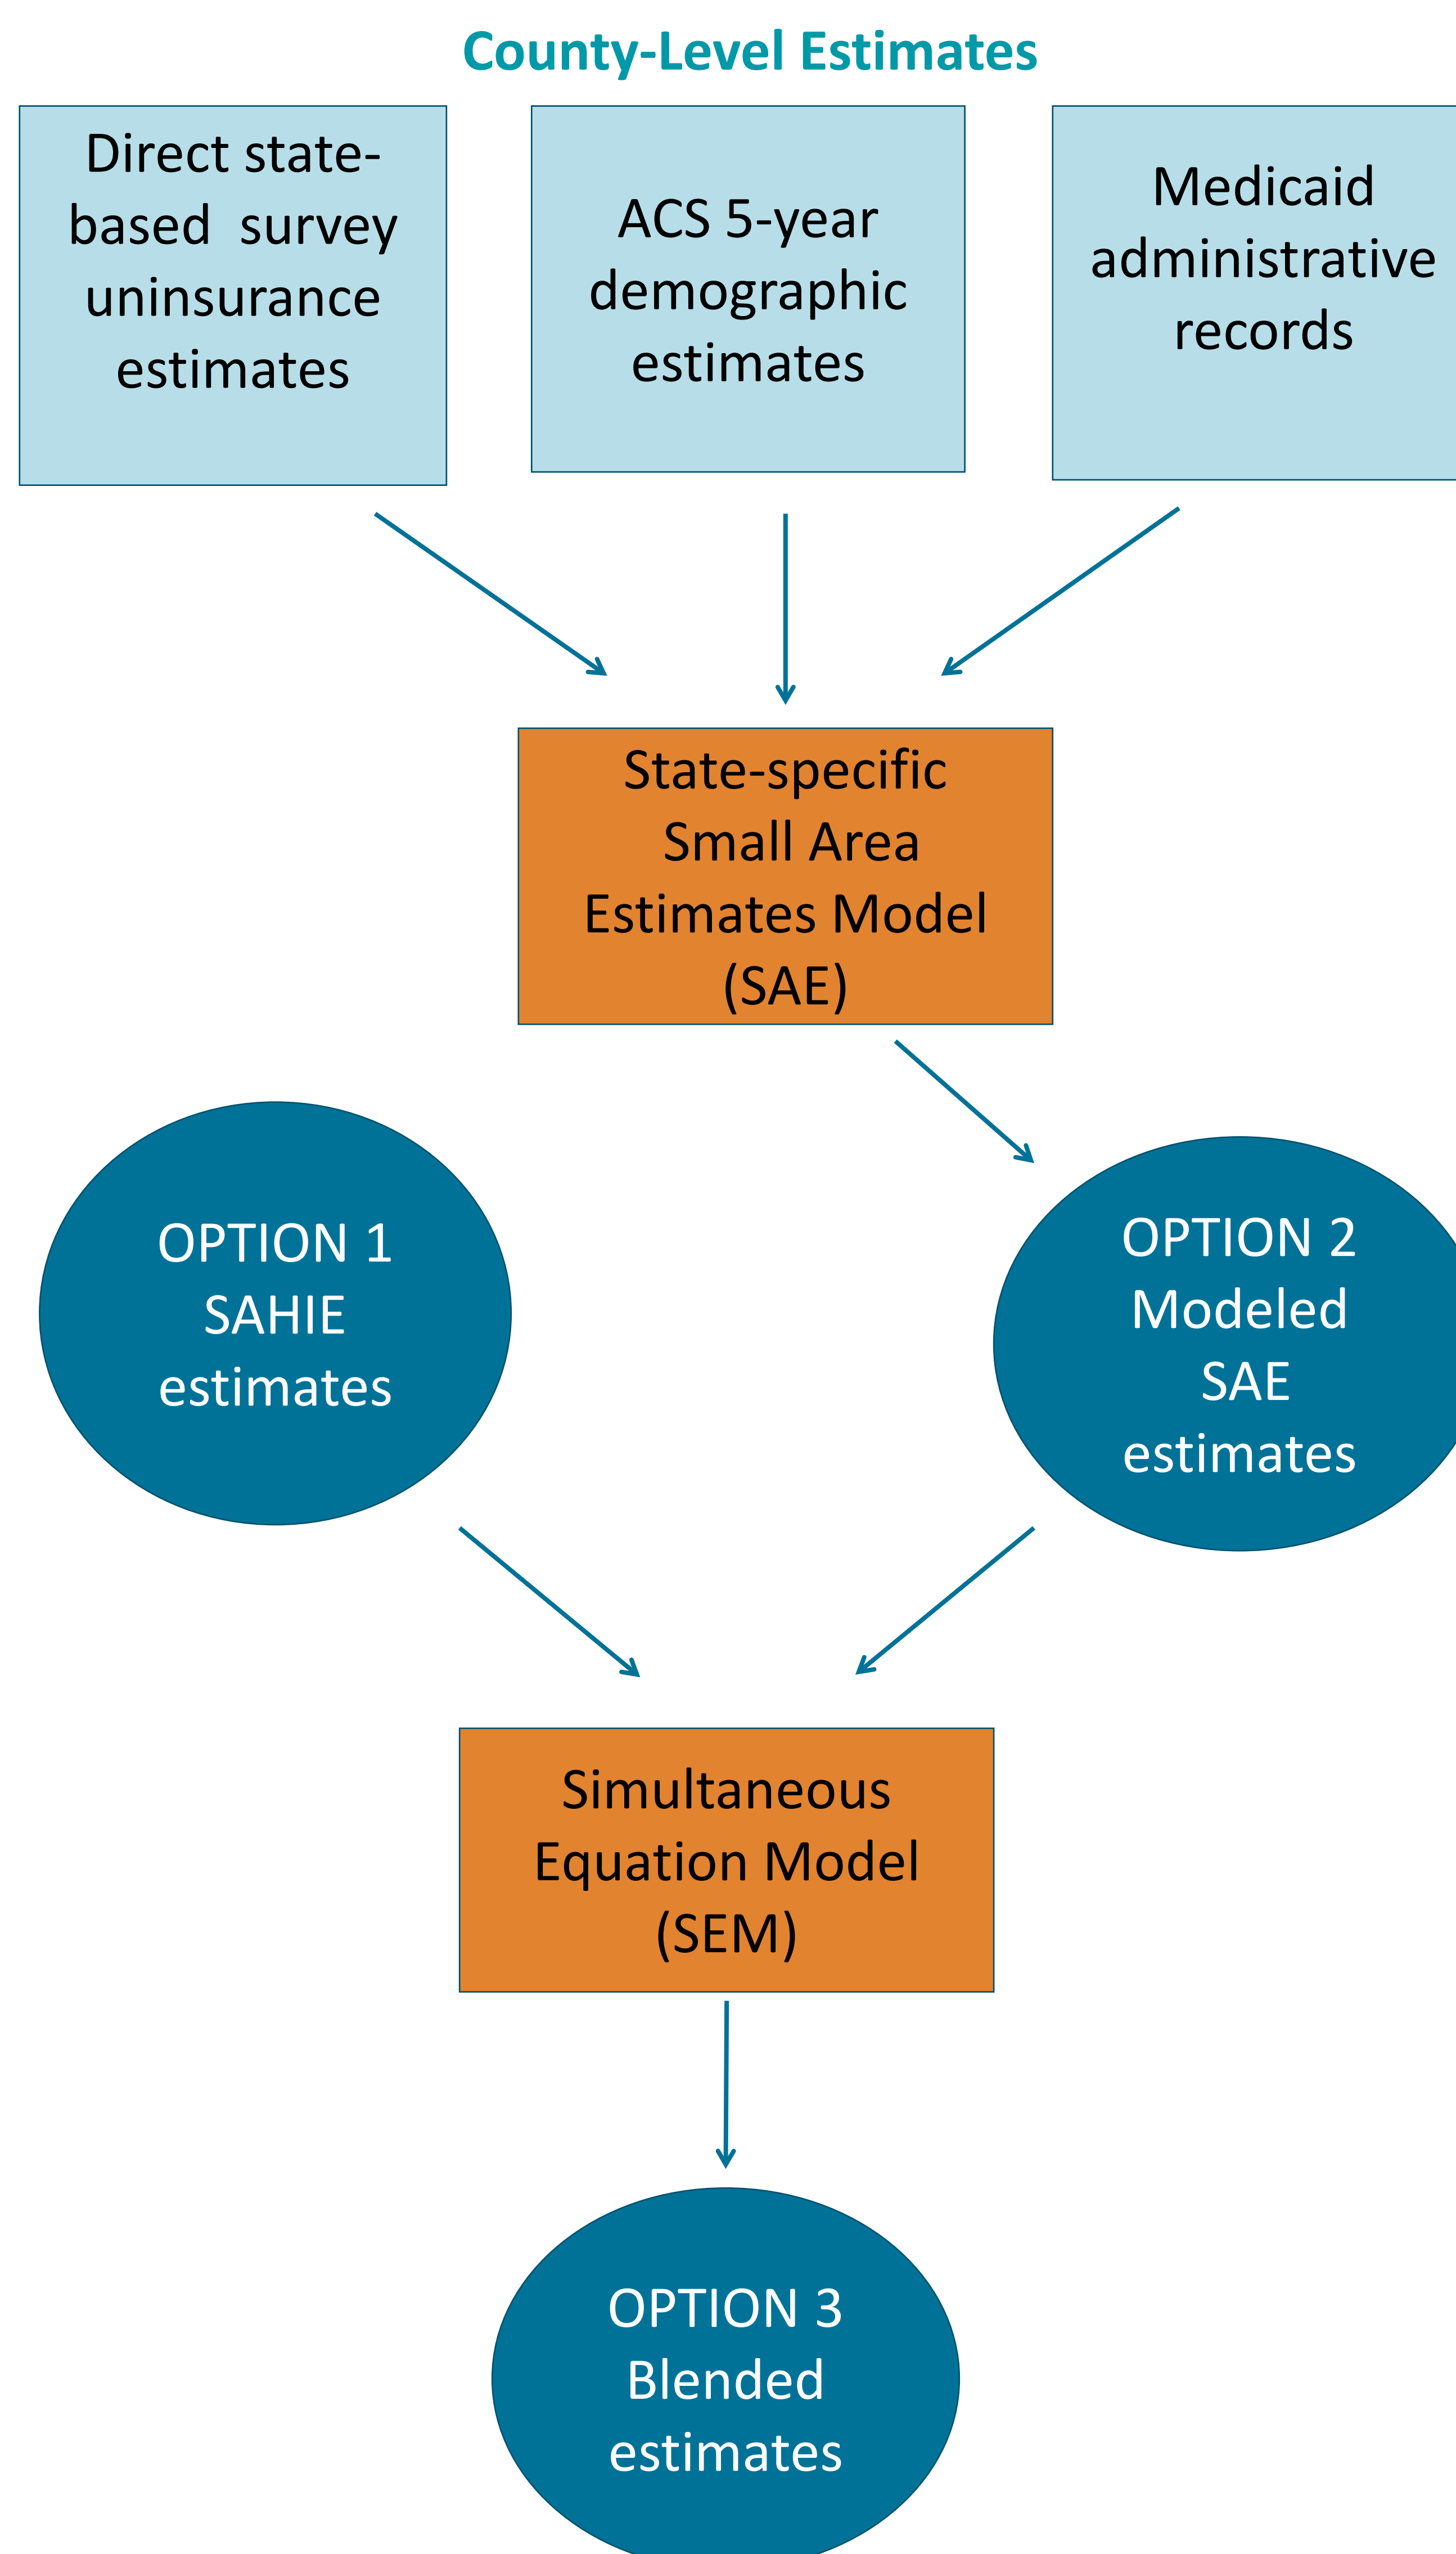 County-Level Estimates
Direct state-
based survey
uninsurance
estimates
ACS 5-year
demographic
estimates
Medicaid
administrative
records
State-specific
Small Area
Estimates Model
(SAE)
OPTION 1
SAHIE
estimates
OPTION 2
Modeled
SAE
estimates
Simultaneous
Equation Model
(SEM)
OPTION 3
Blended
estimates